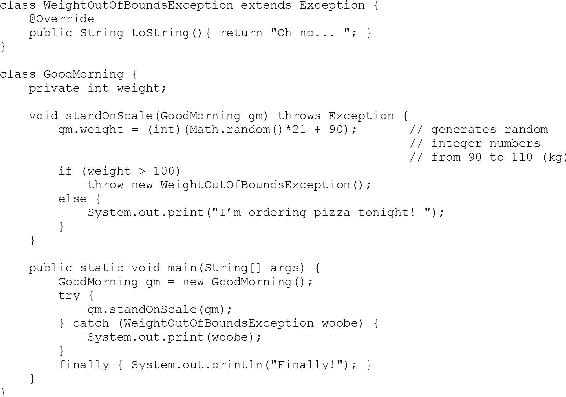 class WeightOutOfBoundsException extends Exception {
    @Override
    public String toString(){ return "Oh no... "; }
}

class GoodMorning {
    private int weight;

    void standOnScale(GoodMorning gm) throws Exception {
        gm.weight = (int)(Math.random()*21 + 90);       // generates random
                                                        // integer numbers
                                                        // from 90 to 110 (kg)
        if (weight > 100)
            throw new WeightOutOfBoundsException();
        else {
            System.out.print("I'm ordering pizza tonight! ");
        }
    }

    public static void main(String[] args) {
        GoodMorning gm = new GoodMorning();
        try {
            gm.standOnScale(gm);
        } catch (WeightOutOfBoundsException woobe) {
            System.out.print(woobe);
        }
        finally { System.out.println("Finally!"); }
    }
}